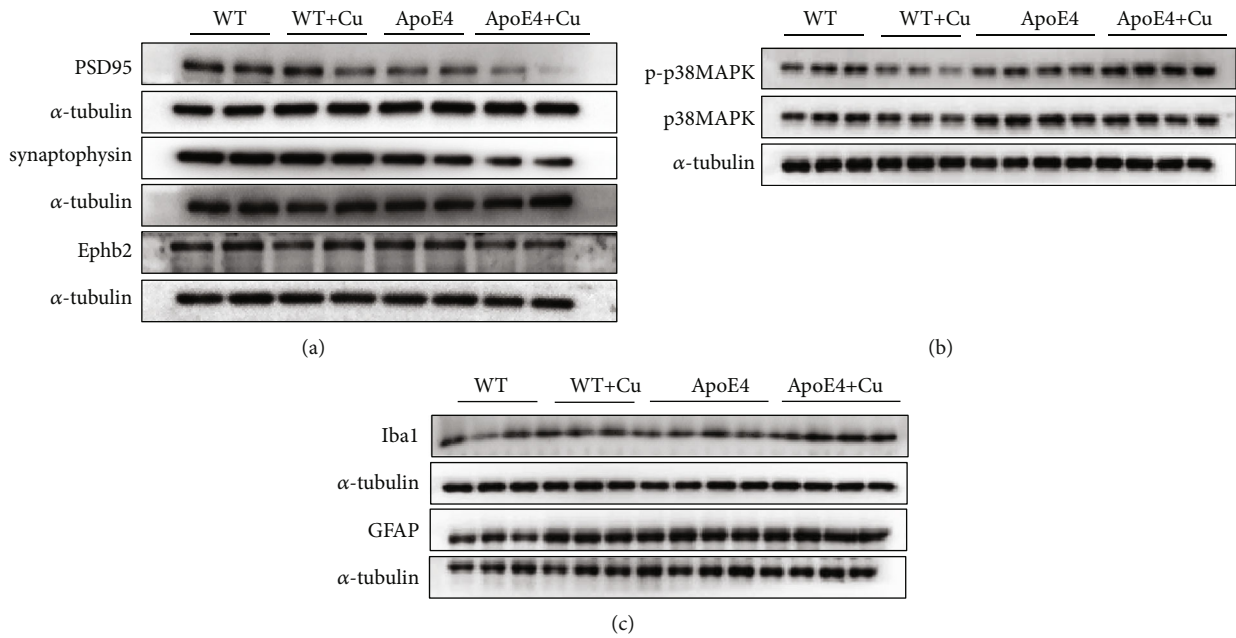 WT WT+Cu ApoE4 ApoE4+Cu
PSD95
α-tubulin
synaptophysin
α-tubulin
Ephb2
α-tubulin
(a)
WT WT+Cu ApoE4 ApoE4+Cu
p-p38MAPK
p38MAPK
α-tubulin
(b)
WT WT+Cu ApoE4 ApoE4+Cu
Iba1
α-tubulin
GFAP
α-tubulin
(c)